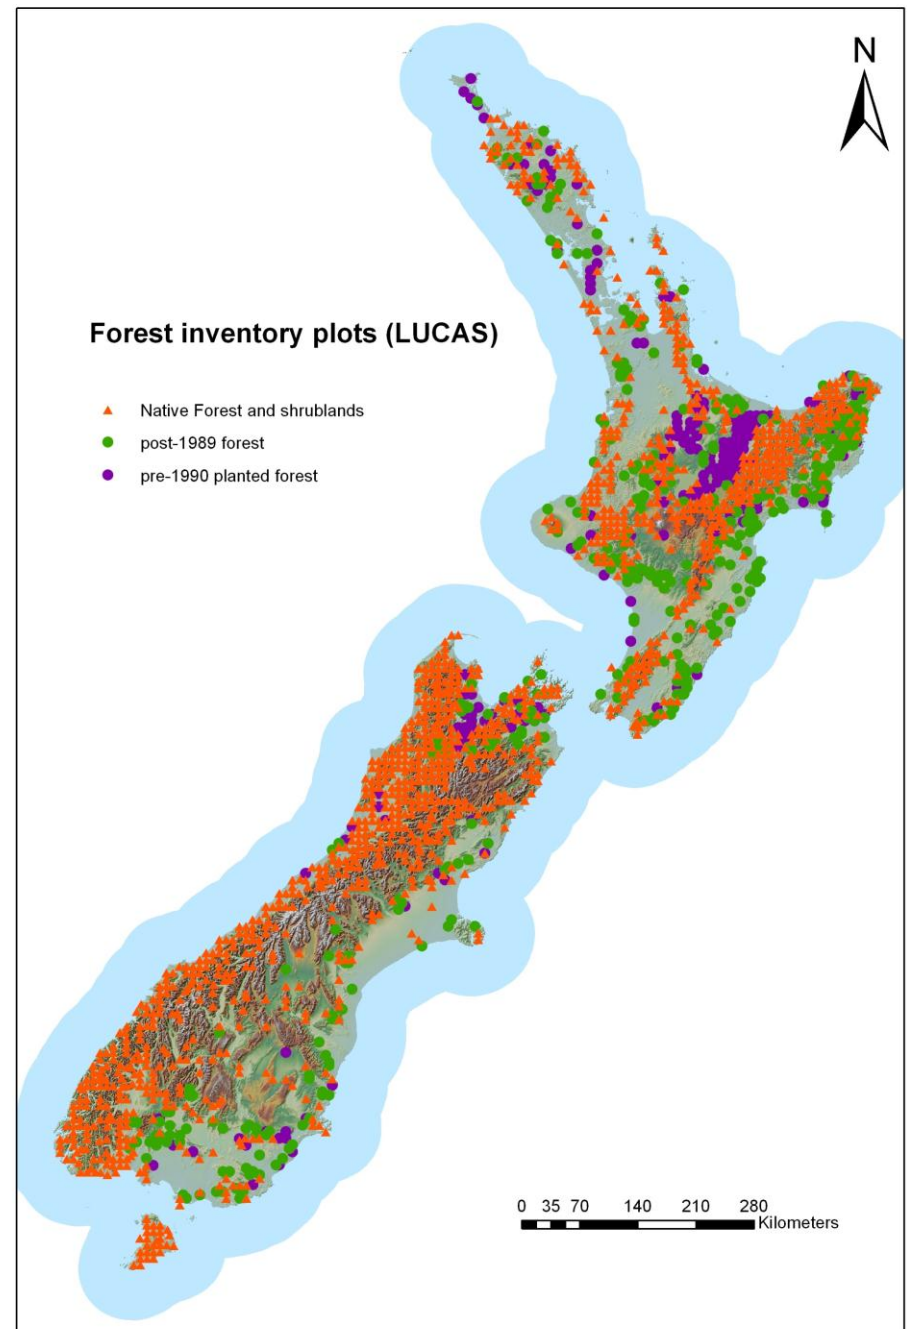 N
Forest inventory plots (LUCAS)
Native Forest and shrublands
post-1989 forest
pre-1990 planted forest
0 35 70 140 210 280
Kilometers